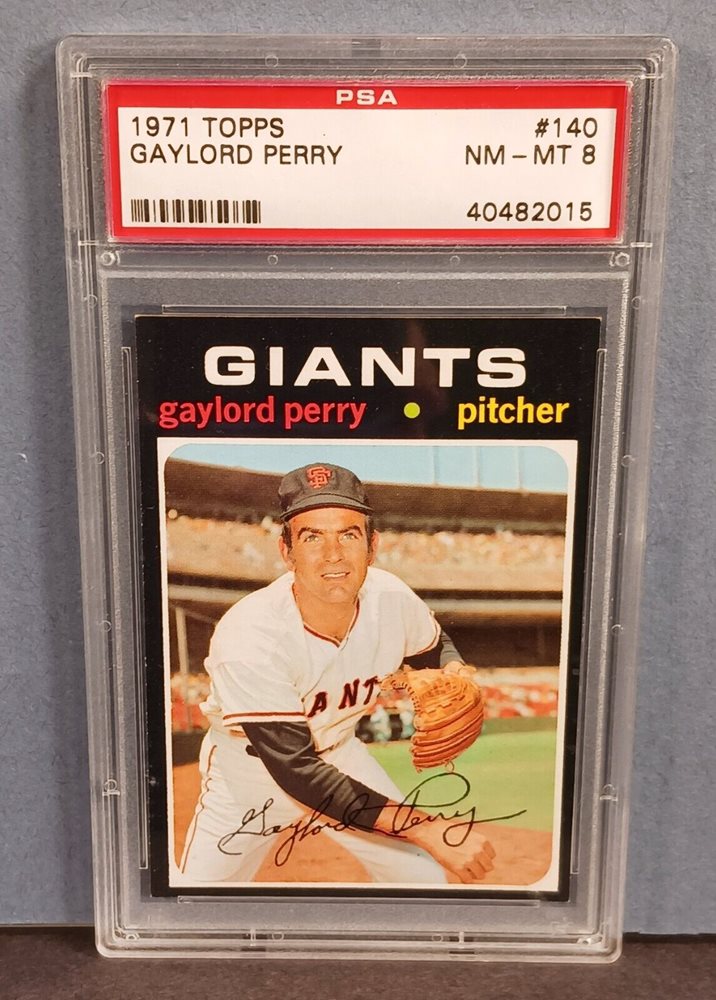 PSA
1971 TOPPS #140
GAYLORD PERRY NM - MT 8
40482015
GIANTS
gaylord perry • pitcher
SF
ANT
Gaylord Perry